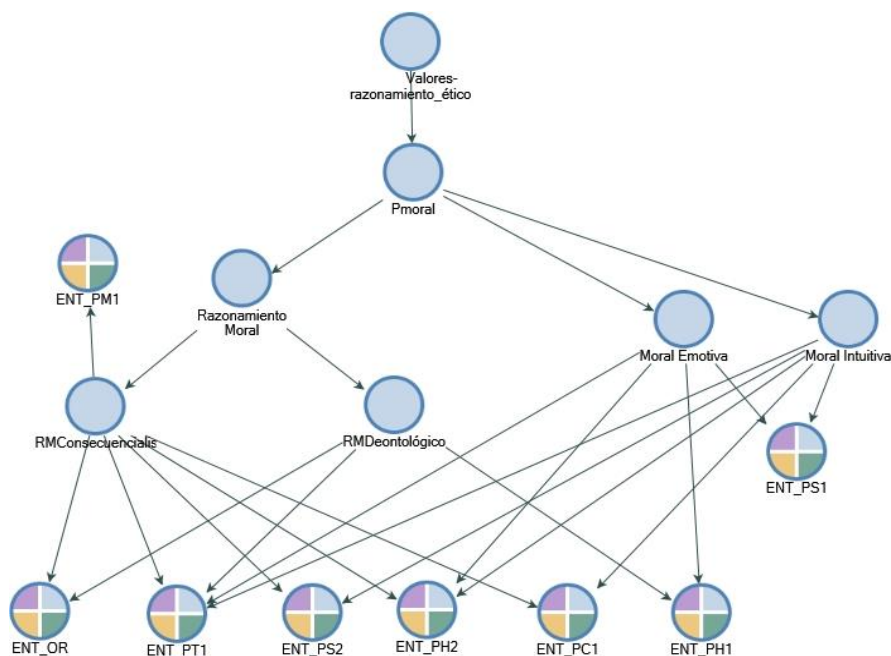 Valores-
razonamiento_ético
Pmoral
ENT_PM1
Razonamiento
Moral
Moral Emotiva
Moral Intuitiva
RMConsecuencialis
RMDeontológico
ENT_PS1
ENT_OR
ENT_PT1
ENT_PS2
ENT_PH2
ENT_PC1
ENT_PH1